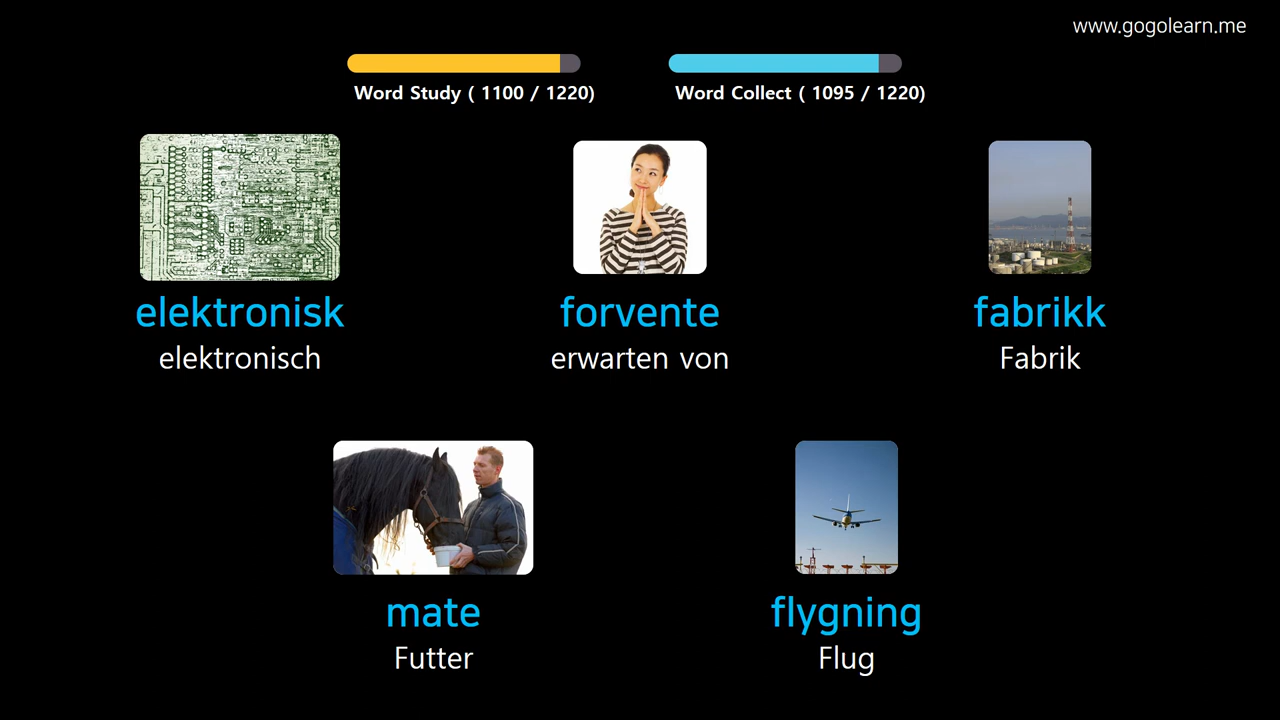 www.gogolearn.me
Word Study ( 1100 / 1220)
Word Collect ( 1095 / 1220)
elektronisk
elektronisch
forvente
erwarten von
fabrikk
Fabrik
mate
Futter
flygning
Flug